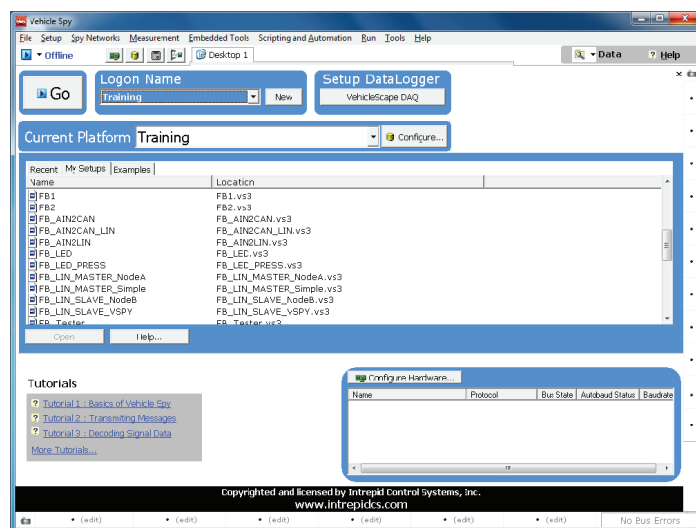 Vehicle Spy
File Setup Spy Networks Measurement Embedded Tools Scripting and Automation Run Tools Help
Offline Desktop 1 Data ? Help
Go
Logon Name
Training New
Setup DataLogger
VehicleScape DAQ
Current Platform Training Configure...
Recent My Setups Examples
Name Location
FB1 FB1.vs3
FB2 FB2.vs3
FB_AIN2CAN FB_AIN2CAN.vs3
FB_AIN2CAN_LIN FB_AIN2CAN_LIN.vs3
FB_AIN2LIN FB_AIN2LIN.vs3
FB_LED FB_LED.vs3
FB_LED_PRESS FB_LED_PRESS.vs3
FB_LIN_MASTER_NodeA FB_LIN_MASTER_NodeA.vs3
FB_LIN_MASTER_Simple FB_LIN_MASTER_Simple.vs3
FB_LIN_SLAVE_NodeB FB_LIN_SLAVE_NodeB.vs3
FB_LIN_SLAVE_VSPY FB_LIN_SLAVE_VSPY.vs3
FB_Tester FB_Tester.vs3
Open Help...
Tutorials
? Tutorial 1 : Basics of Vehicle Spy
? Tutorial 2 : Transmiting Messages
? Tutorial 3 : Decoding Signal Data
More Tutorials...
Configure Hardware...
Name Protocol Bus State Autobaud Status Baudrate
Copyrighted and licensed by Intrepid Control Systems, Inc.
www.intrepidcs.com
• (edit) • (edit) • (edit) • (edit) • (edit) • (edit) No Bus Errors